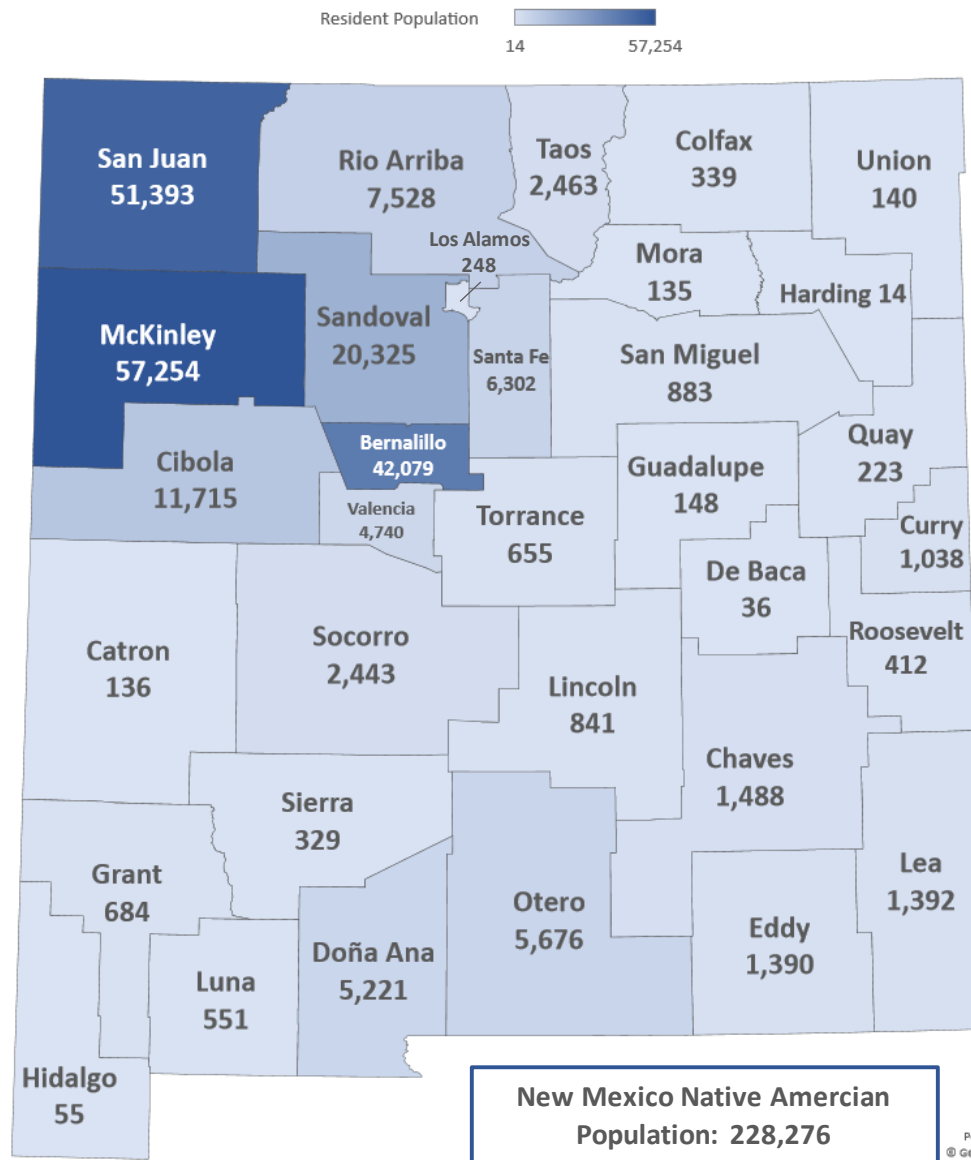 Resident Population
14
57,254
San Juan
51,393
Rio Arriba
7,528
Taos
2,463
Colfax
339
Union
140
Los Alamos
248
Mora
135
Harding 14
McKinley
57,254
Sandoval
20,325
Santa Fe
6,302
San Miguel
883
Cibola
11,715
Bernalillo
42,079
Valencia
4,740
Torrance
655
Guadalupe
148
Quay
223
Curry
1,038
De Baca
36
Roosevelt
412
Catron
136
Socorro
2,443
Lincoln
841
Chaves
1,488
Sierra
329
Grant
684
Lea
1,392
Otero
5,676
Eddy
1,390
Doña Ana
5,221
Luna
551
Hidalgo
55
New Mexico Native Amercian
Population: 228,276